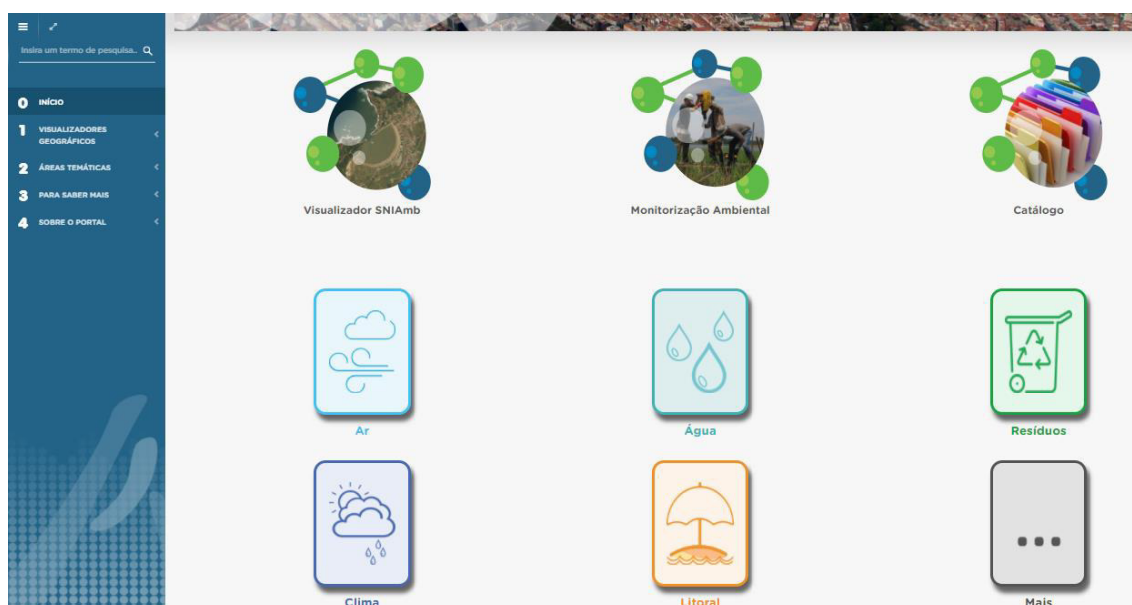 Insira um termo de pesquisa..
0 INÍCIO
1 VISUALIZADORES
GEOGRÁFICOS
2 ÁREAS TEMÁTICAS
3 PARA SABER MAIS
4 SOBRE O PORTAL
Visualizador SNIAmb
Monitorização Ambiental
Catálogo
Ar
Água
Resíduos
Clima
Litoral
Mais